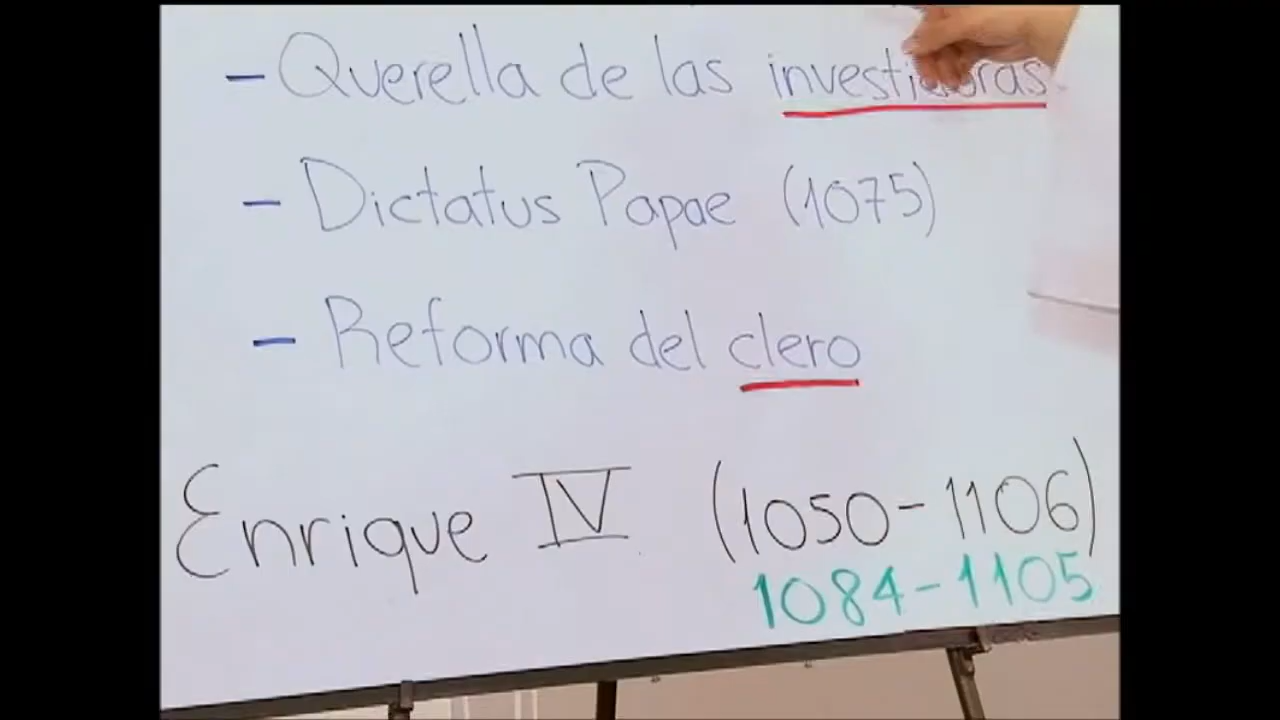 - Querella de las investiduras.
- Dictatus Papae (1075)
- Reforma del clero
Enrique IV (1050-1106)
1084-1105